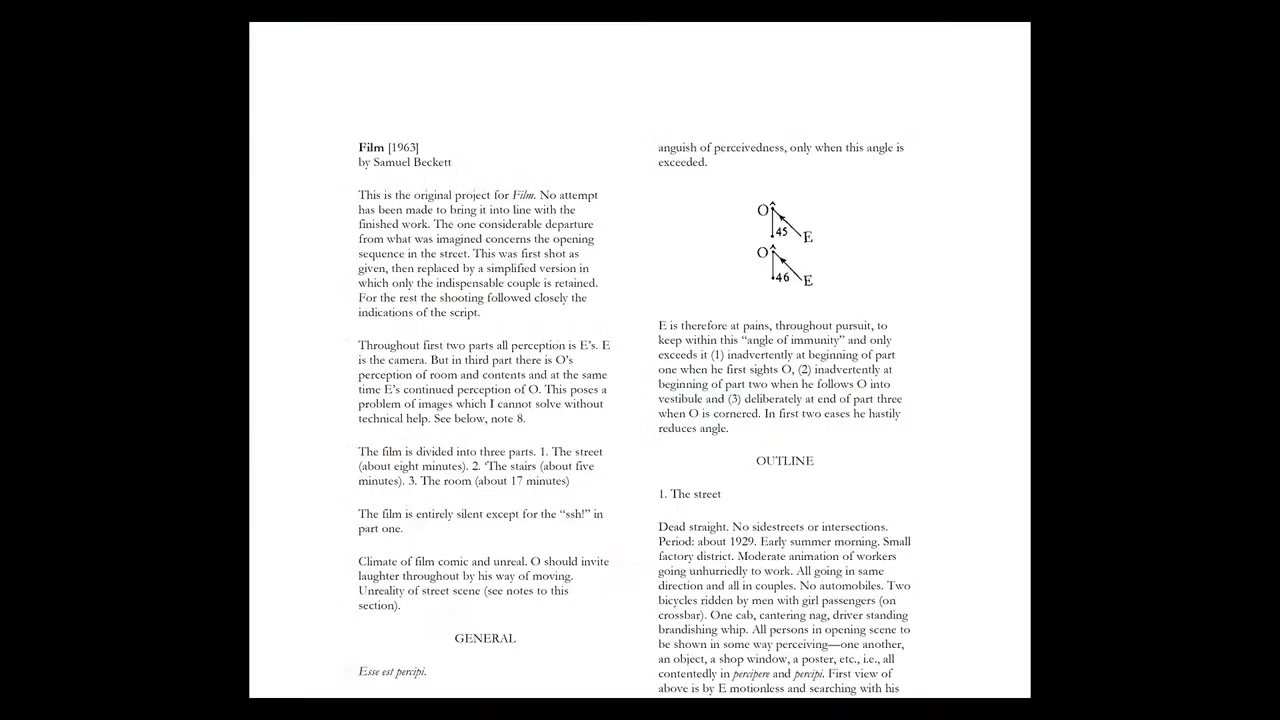 Film [1963]
by Samuel Beckett
This is the original project for Film. No attempt
has been made to bring it into line with the
finished work. The one considerable departure
from what was imagined concerns the opening
sequence in the street. This was first shot as
given, then replaced by a simplified version in
which only the indispensable couple is retained.
For the rest the shooting followed closely the
indications of the script.
Throughout first two parts all perception is E's. E
is the camera. But in third part there is O's
perception of room and contents and at the same
time E's continued perception of O. This poses a
problem of images which I cannot solve without
technical help. See below, note 8.
The film is divided into three parts. 1. The street
(about eight minutes). 2. 'The stairs (about five
minutes). 3. The room (about 17 minutes)
The film is entirely silent except for the “ssh!” in
part one.
Climate of film comic and unreal. O should invite
laughter throughout by his way of moving.
Unreality of street scene (see notes to this
section).
GENERAL
Esse est percipi.
anguish of perceivedness, only when this angle is
exceeded.
O
45
E
O
46
E
E is therefore at pains, throughout pursuit, to
keep within this “angle of immunity” and only
exceeds it (1) inadvertently at beginning of part
one when he first sights O, (2) inadvertently at
beginning of part two when he follows O into
vestibule and (3) deliberately at end of part three
when O is cornered. In first two eases he hastily
reduces angle.
OUTLINE
1. The street
Dead straight. No sidestreets or intersections.
Period: about 1929. Early summer morning. Small
factory district. Moderate animation of workers
going unhurriedly to work. All going in same
direction and all in couples. No automobiles. Two
bicycles ridden by men with girl passengers (on
crossbar). One cab, cantering nag, driver standing
brandishing whip. All persons in opening scene to
be shown in some way perceiving—one another,
an object, a shop window, a poster, etc., i.e., all
contentedly in percipere and percipi. First view of
above is by E motionless and searching with his